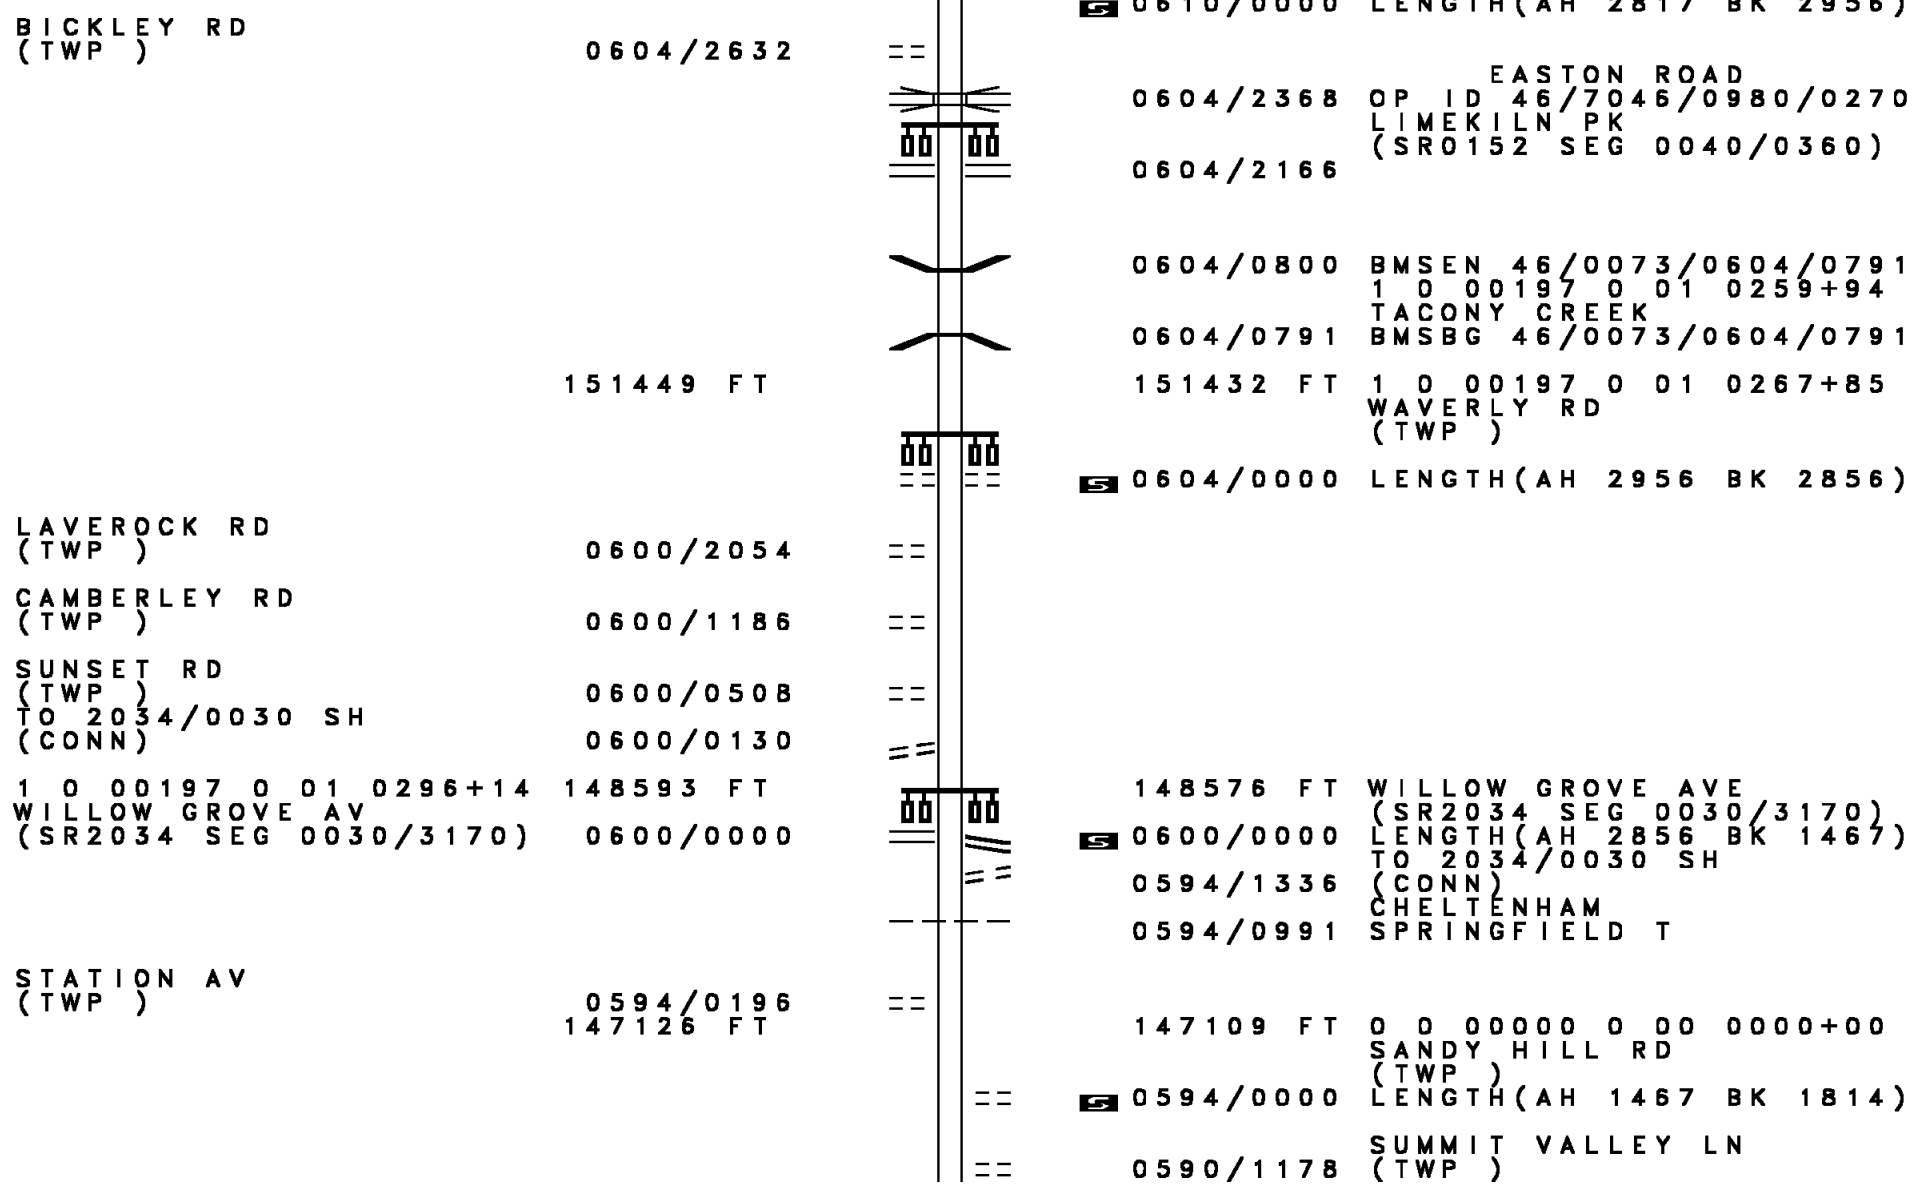 0610/0000 LENGTH(AH 2817 BK 2956)
BICKLEY RD
(TWP )
0604/2632
EASTON ROAD
0604/2368 OP ID 46/7046/0980/0270
LIMEKILN PK
(SR0152 SEG 0040/0360)
0604/2166
0604/0800 BMSEN 46/0073/0604/0791
1 0 00197 0 01 0259+94
TACONY CREEK
0604/0791 BMSBG 46/0073/0604/0791
151449 FT
151432 FT 1 0 00197 0 01 0267+85
WAVERLY RD
(TWP )
S 0604/0000 LENGTH(AH 2956 BK 2856)
LAVEROCK RD
(TWP ) 0600/2054
CAMBERLEY RD
(TWP ) 0600/1186
SUNSET RD
(TWP ) 0600/0508
TO 2034/0030 SH
(CONN) 0600/0130
1 0 00197 0 01 0296+14 148593 FT
WILLOW GROVE AV
(SR2034 SEG 0030/3170) 0600/0000
148576 FT WILLOW GROVE AVE
(SR2034 SEG 0030/3170)
S 0600/0000 LENGTH(AH 2856 BK 1467)
TO 2034/0030 SH
0594/1336 (CONN)
CHELTENHAM
0594/0991 SPRINGFIELD T
STATION AV
(TWP ) 0594/0196
147126 FT
147109 FT 0 0 00000 0 00 0000+00
SANDY HILL RD
(TWP )
S 0594/0000 LENGTH(AH 1467 BK 1814)
SUMMIT VALLEY LN
0590/1178 (TWP )